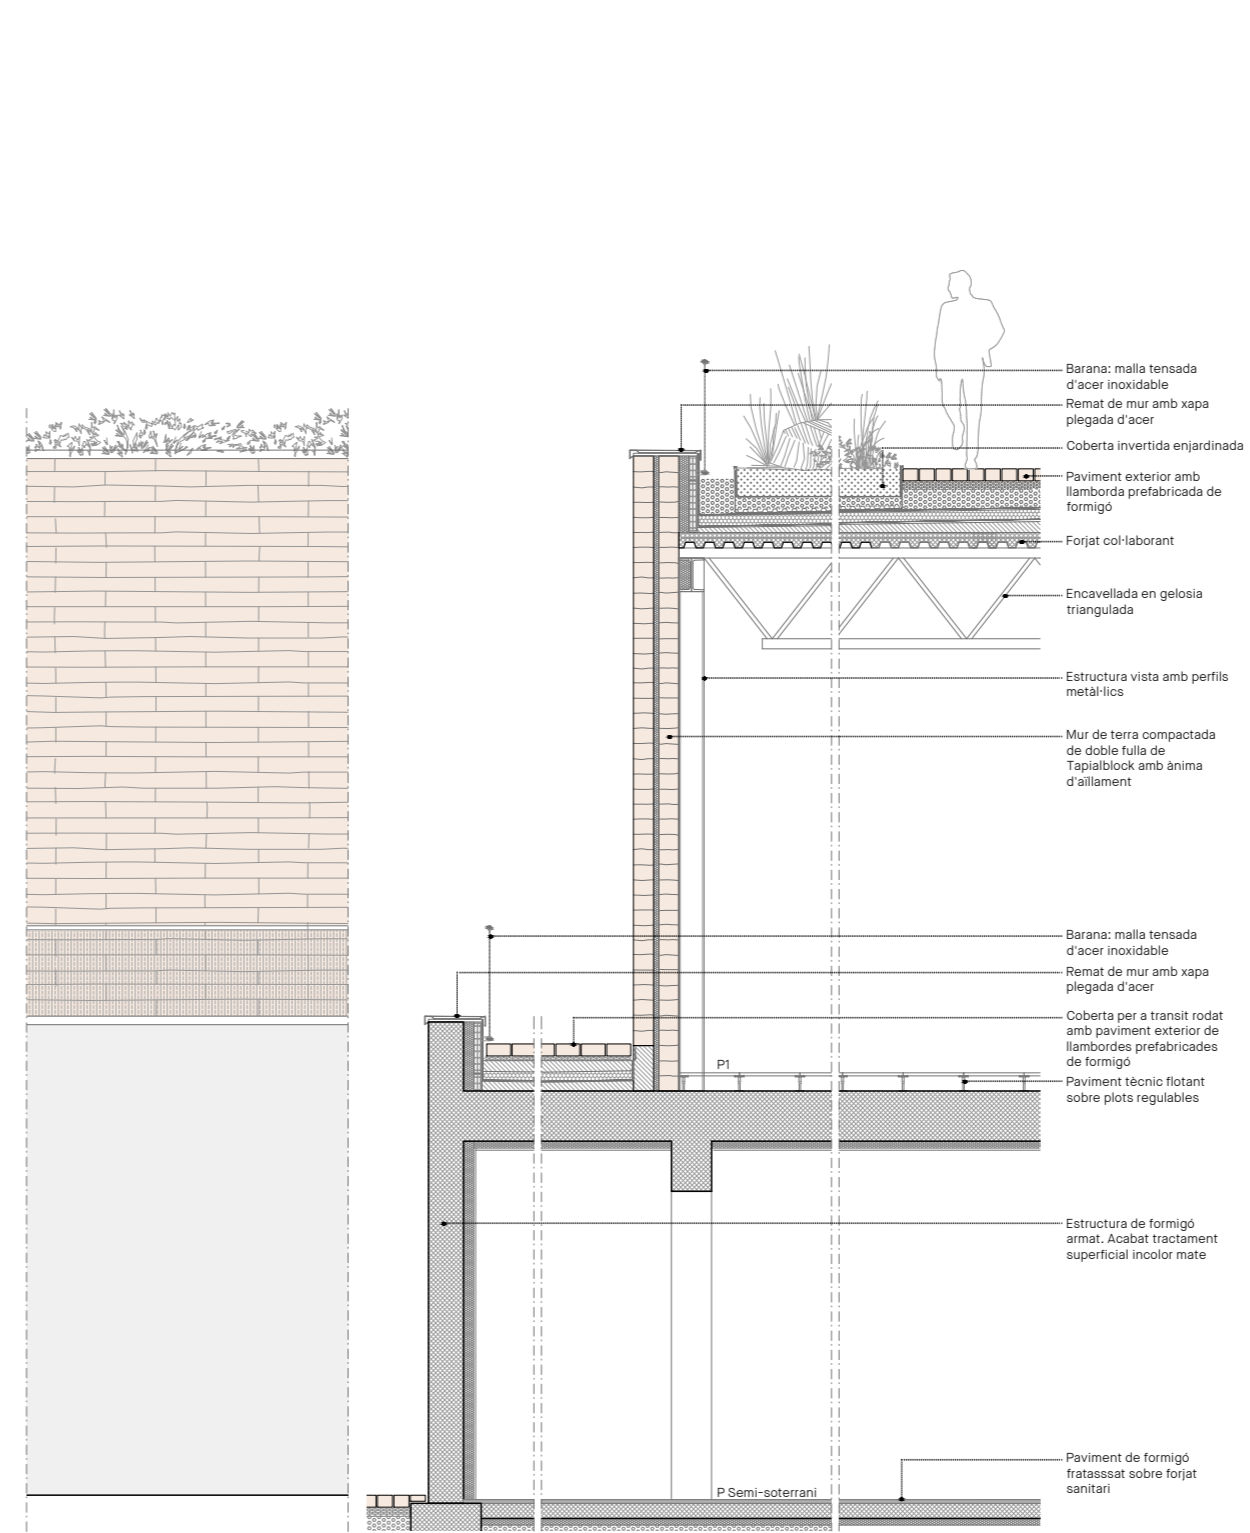 Barana: malla tensada
d'acer inoxidable
Remat de mur amb xapa
plegada d'acer
Coberta invertida enjardinada
Paviment exterior amb
llamborda prefabricada de
formigó
Forjat col·laborant
Encavellada en gelosia
triangulada
Estructura vista amb perfils
metàl·lics
Mur de terra compactada
de doble fulla de
Tapialblock amb ànima
d'aïllament
Barana: malla tensada
d'acer inoxidable
Remat de mur amb xapa
plegada d'acer
Coberta per a transit rodat
amb paviment exterior de
llambordes prefabricades
de formigó
P1
Paviment tècnic flotant
sobre plots regulables
Estructura de formigó
armat. Acabat tractament
superficial incolor mate
Paviment de formigó
fratasssat sobre forjat
sanitari
P Semi-soterrani